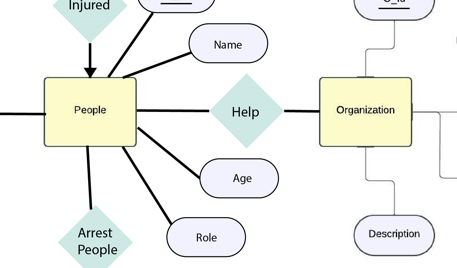 Injured
Name
People
Help
Organization
Age
Arrest
People
Role
Description